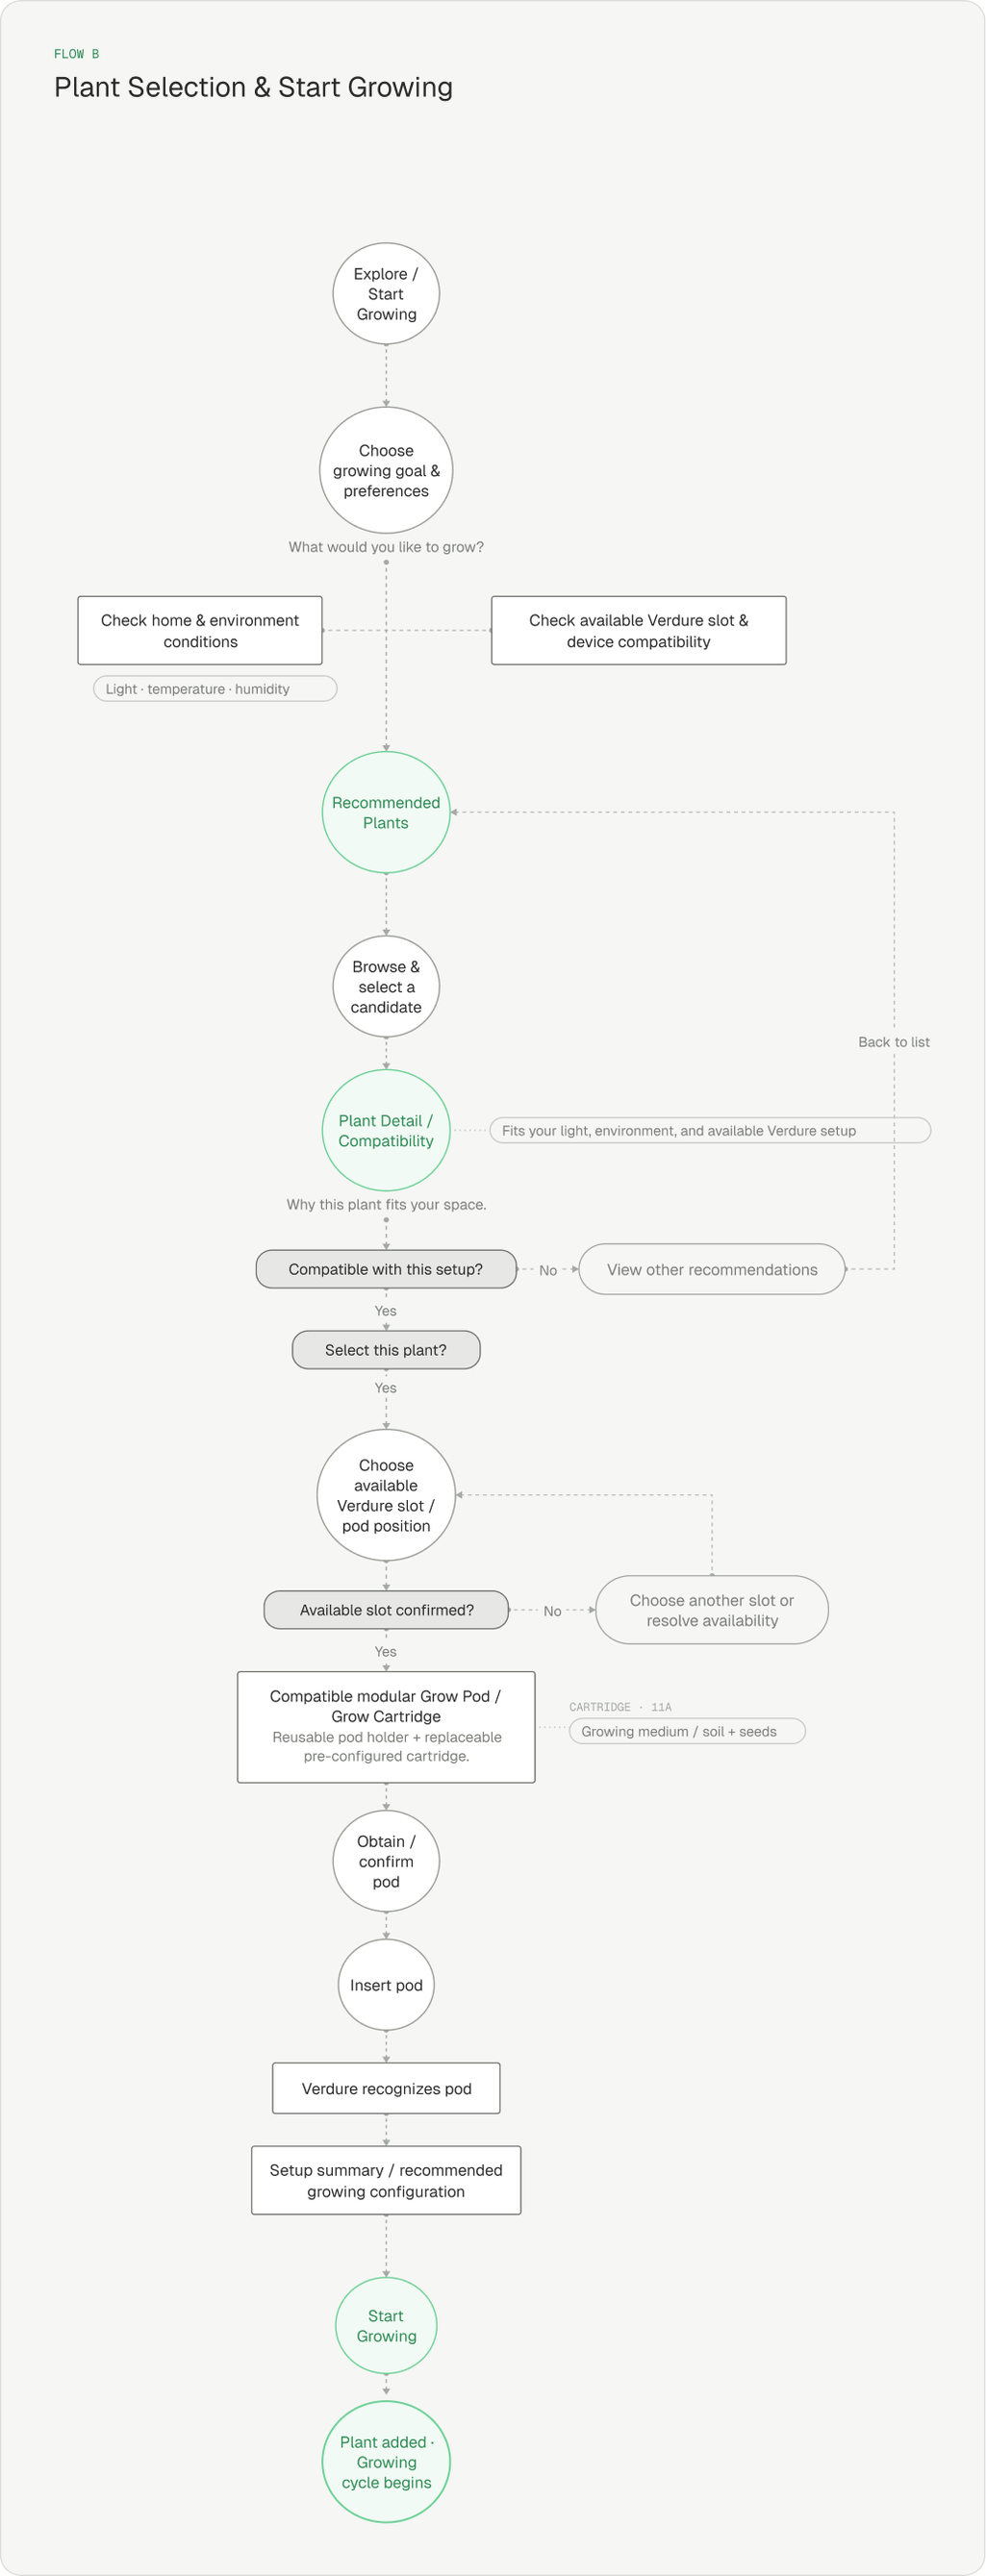 FLOW B
Plant Selection & Start Growing
Explore /
Start
Growing
Choose
growing goal &
preferences
What would you like to grow?
Check home & environment
conditions
Check available Verdure slot &
device compatibility
Light · temperature · humidity
Recommended
Plants
Browse &
select a
candidate
Back to list
Plant Detail /
Compatibility
Fits your light, environment, and available Verdure setup
Why this plant fits your space.
Compatible with this setup?
No
View other recommendations
Yes
Select this plant?
Yes
Choose
available
Verdure slot /
pod position
Available slot confirmed?
No
Choose another slot or
resolve availability
Yes
Compatible modular Grow Pod /
Grow Cartridge
Reusable pod holder + replaceable
pre-configured cartridge.
CARTRIDGE · 11A
Growing medium / soil + seeds
Obtain /
confirm
pod
Insert pod
Verdure recognizes pod
Setup summary / recommended
growing configuration
Start
Growing
Plant added ·
Growing
cycle begins